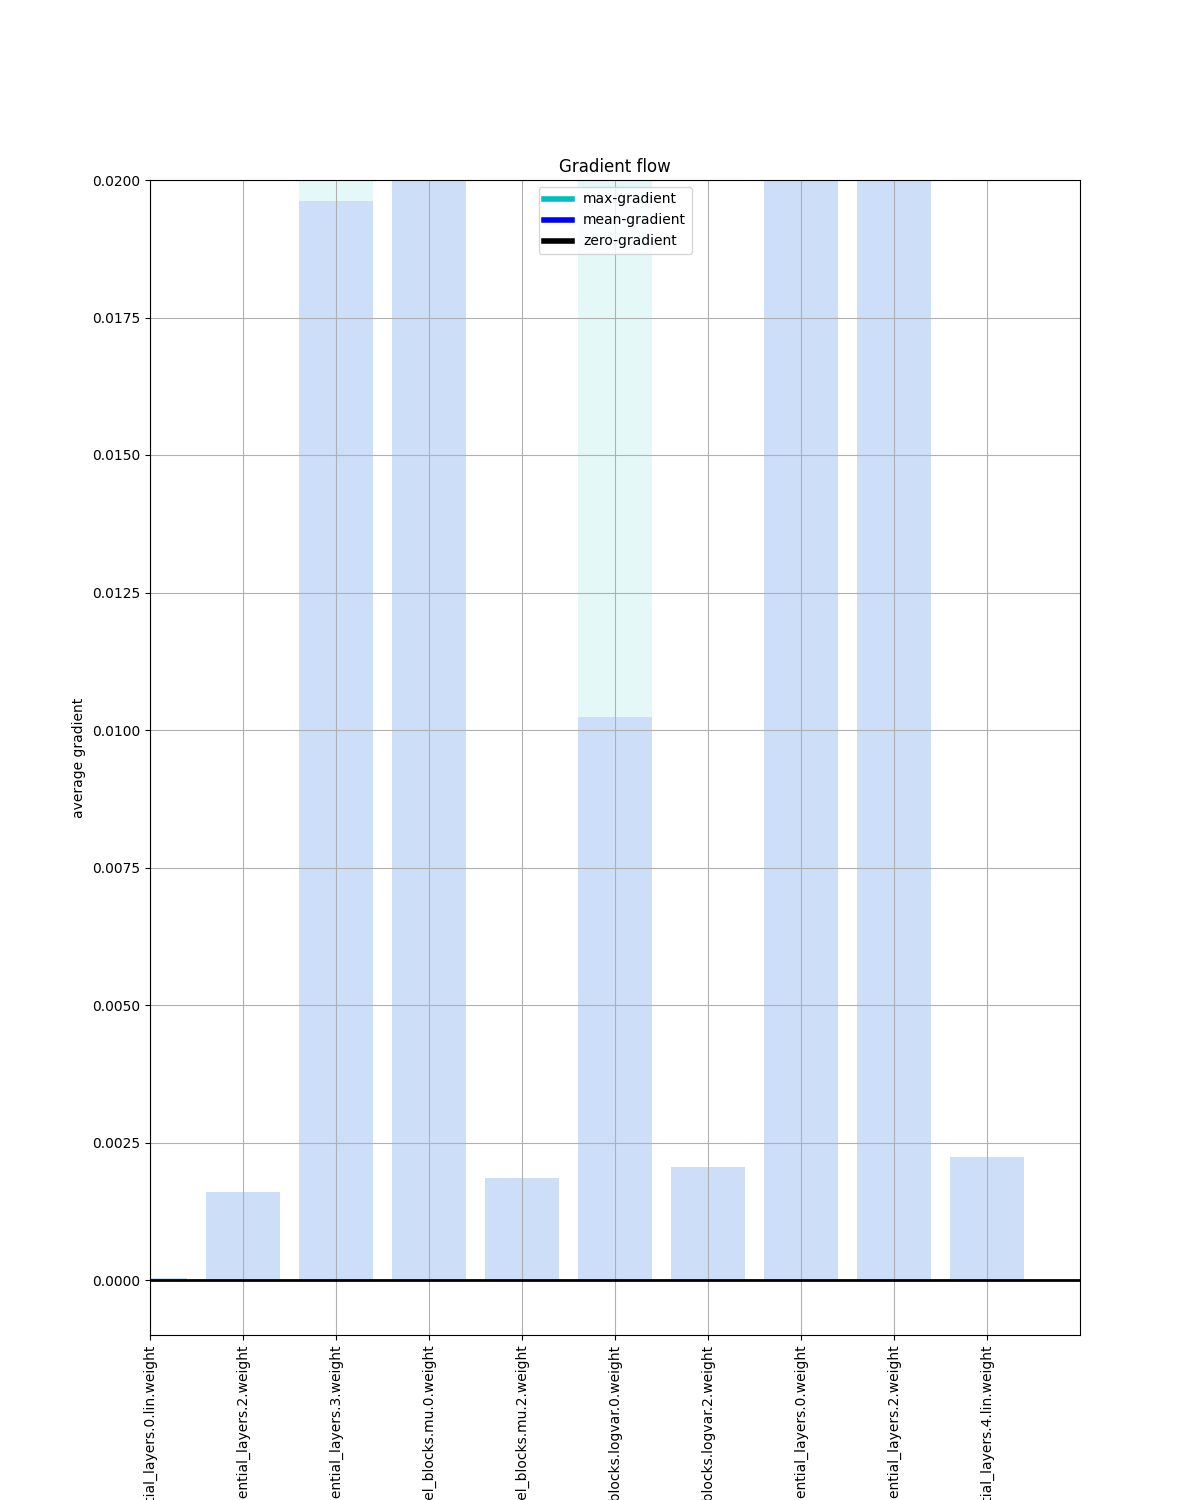 Gradient flow
max-gradient
mean-gradient
zero-gradient
0.0200
0.0175
0.0150
0.0125
0.0100
0.0075
0.0050
0.0025
0.0000
average gradient
tial_layers.0.lin.weight
ential_layers.2.weight
ential_layers.3.weight
el_blocks.mu.0.weight
el_blocks.mu.2.weight
blocks.logvar.0.weight
blocks.logvar.2.weight
ential_layers.0.weight
ential_layers.2.weight
tial_layers.4.lin.weight